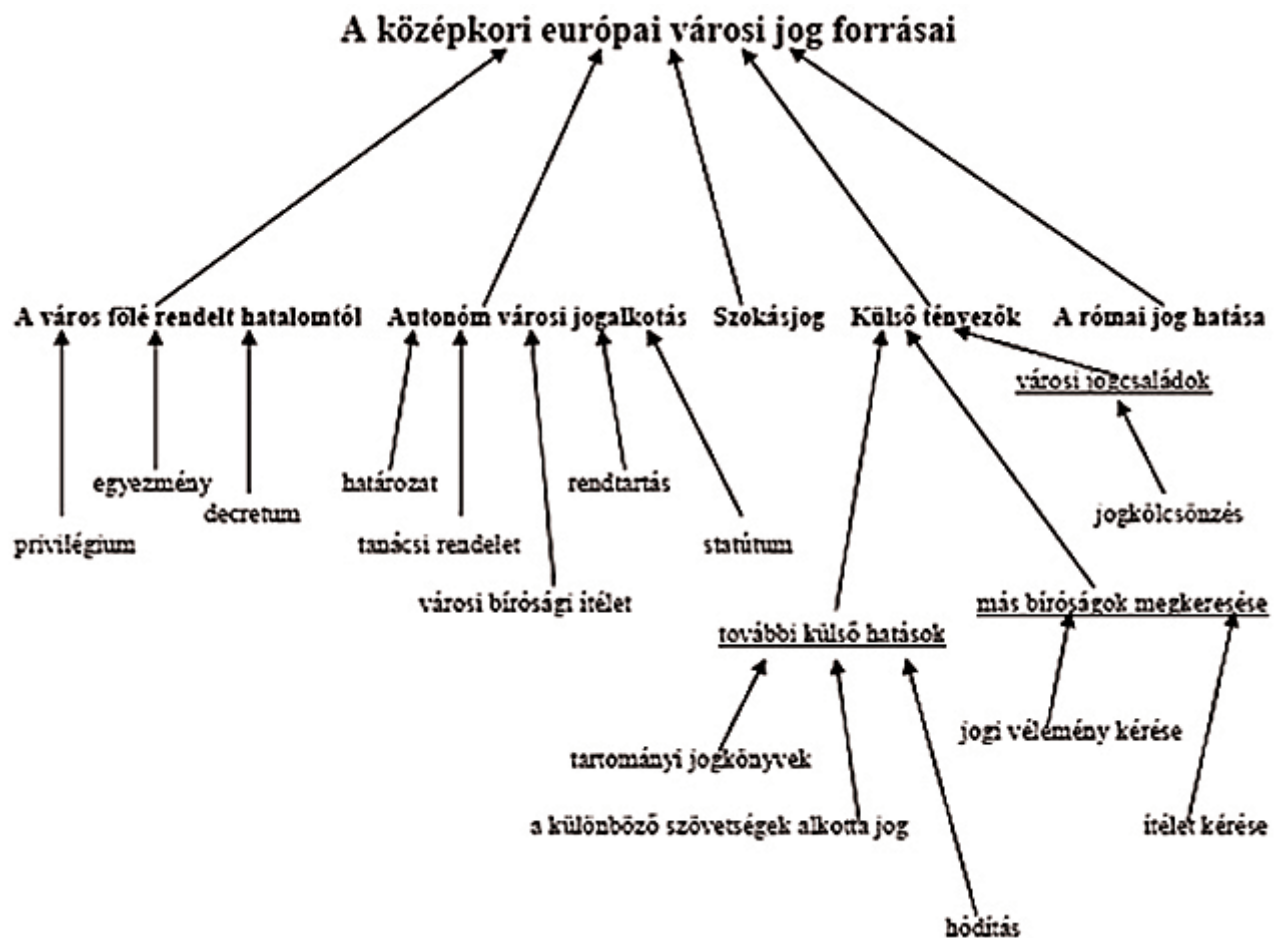 A középkori európai városi jog forrásai
A város fölé rendelt hatalomtól
Autonóm városi jogalkotás
Szokásjog
Külső tényezők
A római jog hatása
városi jogcsaládok
egyezmény
határozat
rendtartás
decretum
jogkölcsönzés
privilégium
tanácsi rendelet
statútum
városi bírósági ítélet
más bíróságok megkeresése
további külső hatások
jogi vélemény kérése
tartományi jogkönyvek
a különböző szövetségek alkotta jog
ítélet kérése
hódítás